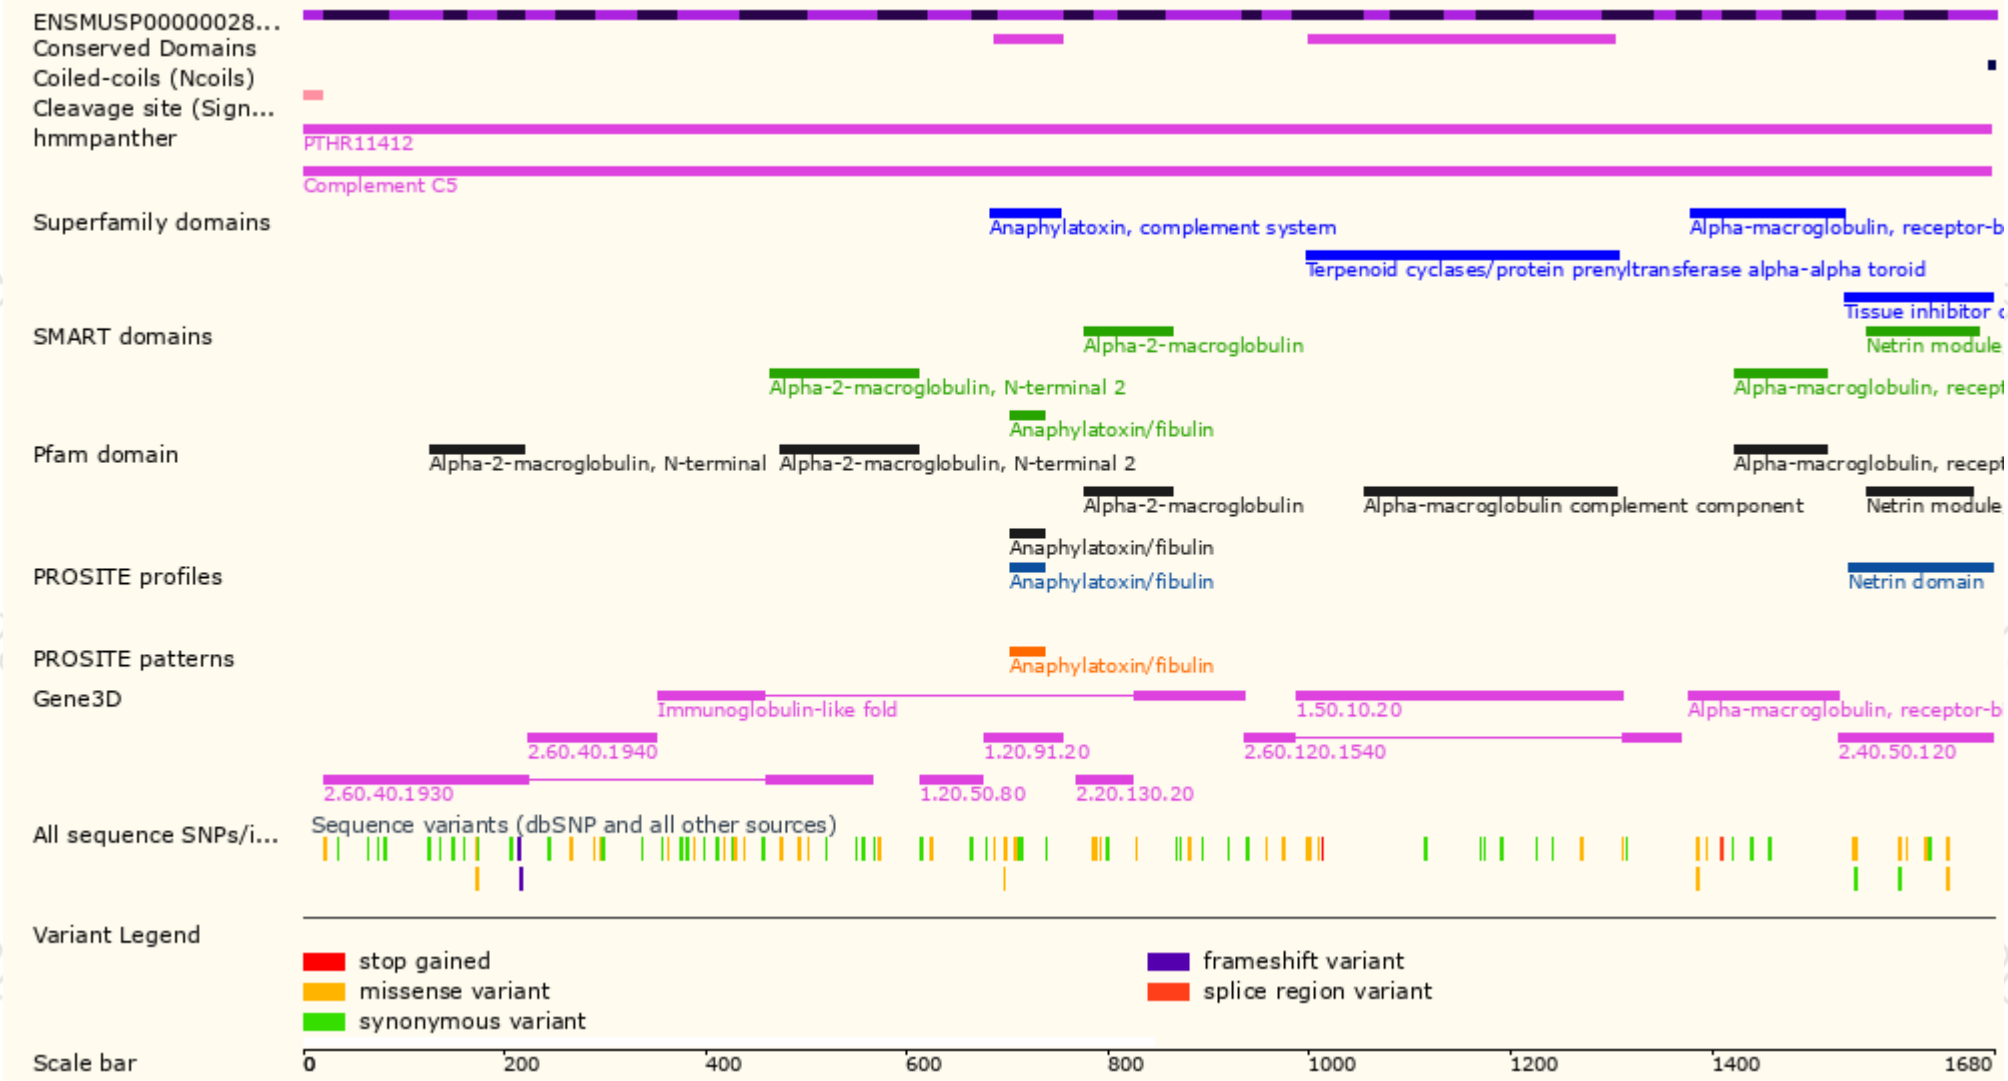 ENSMUSP00000028...
Conserved Domains
Coiled-coils (Ncoils)
Cleavage site (Sign...
hmmpanther
PTHR11412
Complement C5
Superfamily domains
Anaphylatoxin, complement system
Alpha-macroglobulin, receptor-b
Terpenoid cyclases/protein prenyltransferase alpha-alpha toroid
Tissue inhibitor
SMART domains
Alpha-2-macroglobulin
Netrin module
Alpha-2-macroglobulin, N-terminal 2
Alpha-macroglobulin, recept
Anaphylatoxin/fibulin
Pfam domain
Alpha-2-macroglobulin, N-terminal
Alpha-2-macroglobulin, N-terminal 2
Alpha-macroglobulin, recept
Alpha-2-macroglobulin
Alpha-macroglobulin complement component
Netrin module
Anaphylatoxin/fibulin
PROSITE profiles
Anaphylatoxin/fibulin
Netrin domain
PROSITE patterns
Anaphylatoxin/fibulin
Gene3D
Immunoglobulin-like fold
1.50.10.20
Alpha-macroglobulin, receptor-b
2.60.40.1940
1.20.91.20
2.60.120.1540
2.40.50.120
2.60.40.1930
1.20.50.80
2.20.130.20
All sequence SNPs/i...
Sequence variants (dbSNP and all other sources)
Variant Legend
stop gained
frameshift variant
missense variant
splice region variant
synonymous variant
Scale bar
0 200 400 600 800 1000 1200 1400 1680